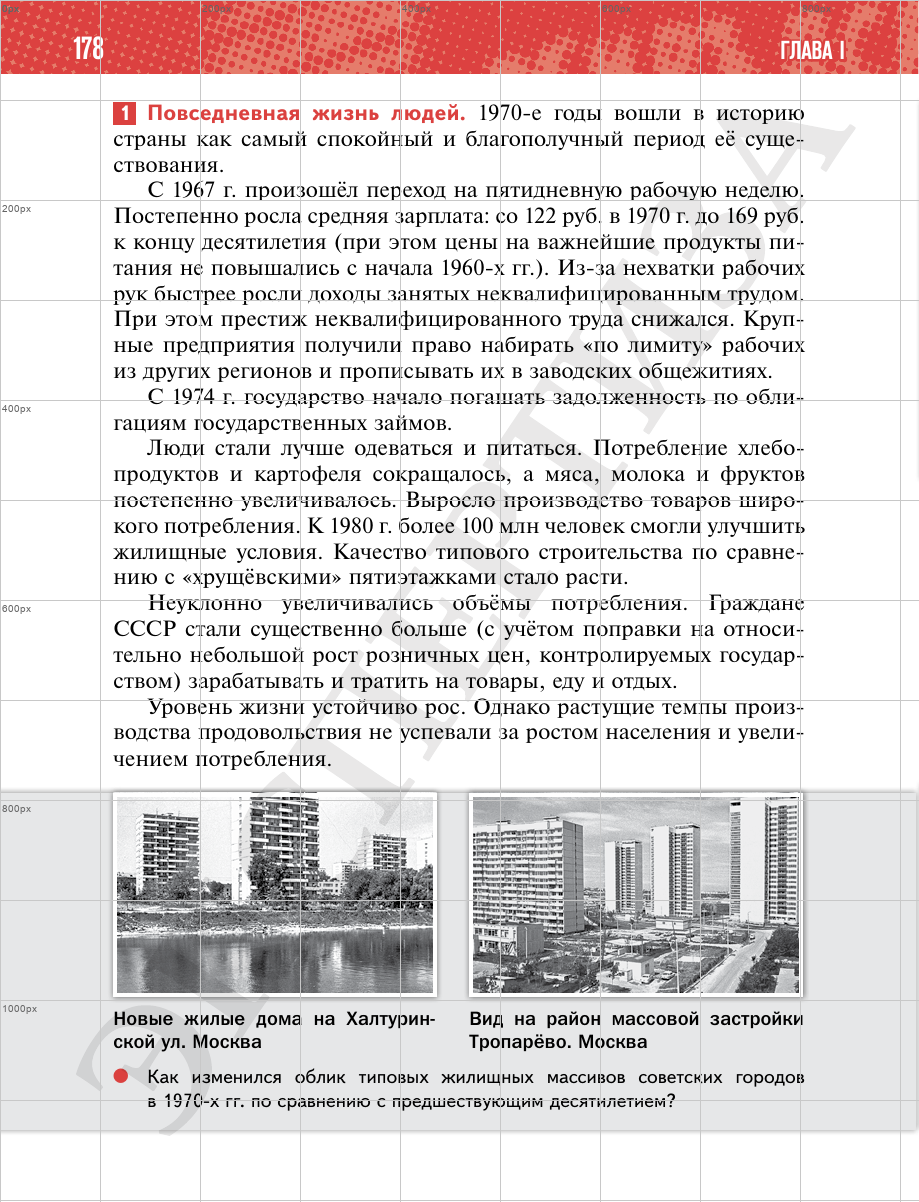 178
ГЛАВА I
1 Повседневная жизнь людей. 1970-е годы вошли в историю
страны как самый спокойный и благополучный период её суще-
ствования.
С 1967 г. произошёл переход на пятидневную рабочую неделю.
Постепенно росла средняя зарплата: со 122 руб. в 1970 г. до 169 руб.
к концу десятилетия (при этом цены на важнейшие продукты пи-
тания не повышались с начала 1960-х гг.). Из-за нехватки рабочих
рук быстрее росли доходы занятых неквалифицированным трудом.
При этом престиж неквалифицированного труда снижался. Круп-
ные предприятия получили право набирать «по лимиту» рабочих
из других регионов и прописывать их в заводских общежитиях.
С 1974 г. государство начало погашать задолженность по обли-
гациям государственных займов.
Люди стали лучше одеваться и питаться. Потребление хлебо-
продуктов и картофеля сокращалось, а мяса, молока и фруктов
постепенно увеличивалось. Выросло производство товаров широ-
кого потребления. К 1980 г. более 100 млн человек смогли улучшить
жилищные условия. Качество типового строительства по сравне-
нию с «хрущёвскими» пятиэтажками стало расти.
Неуклонно увеличивались объёмы потребления. Граждане
СССР стали существенно больше (с учётом поправки на относи-
тельно небольшой рост розничных цен, контролируемых государ-
ством) зарабатывать и тратить на товары, еду и отдых.
Уровень жизни устойчиво рос. Однако растущие темпы произ-
водства продовольствия не успевали за ростом населения и увели-
чением потребления.
Новые жилые дома на Халтурин-
ской ул. Москва
Вид на район массовой застройки
Тропарёво. Москва
Как изменился облик типовых жилищных массивов советских городов
в 1970-х гг. по сравнению с предшествующим десятилетием?
ЭКСПЕРТИЗА
200px
400px
600px
800px
1000px